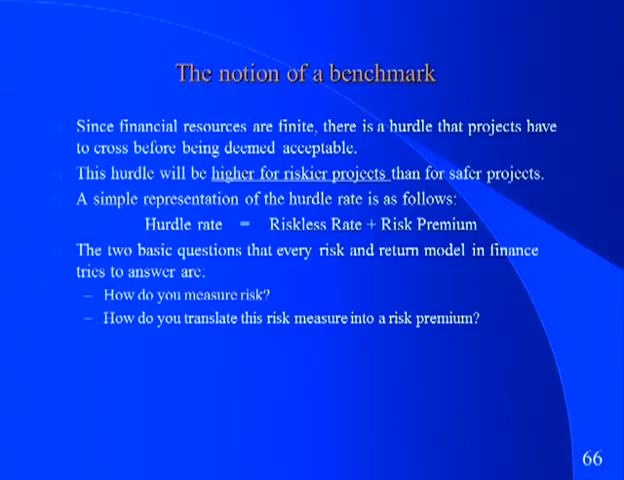 The notion of a benchmark
Since financial resources are finite, there is a hurdle that projects have
to cross before being deemed acceptable.
This hurdle will be higher for riskier projects than for safer projects.
A simple representation of the hurdle rate is as follows:
Hurdle rate = Riskless Rate + Risk Premium
The two basic questions that every risk and return model in finance
tries to answer are:
– How do you measure risk?
– How do you translate this risk measure into a risk premium?
66